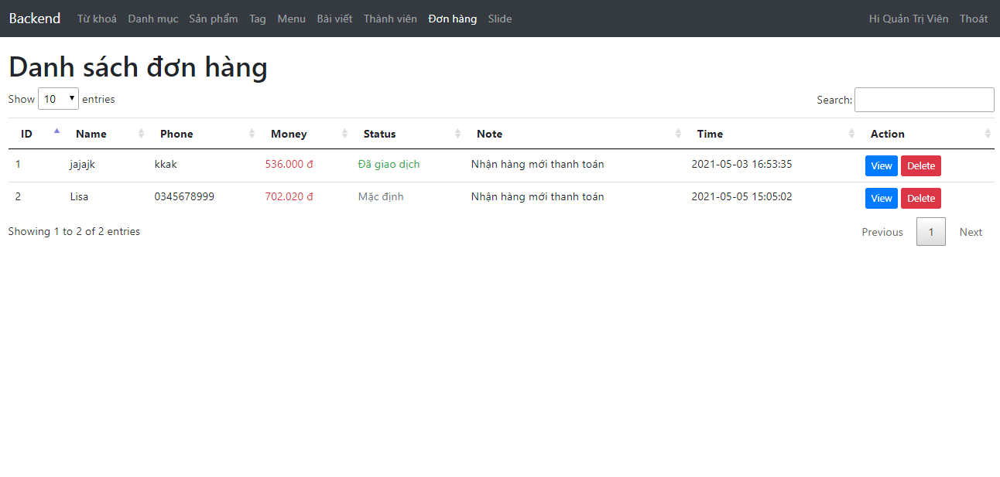 Backend Từ khoá Danh mục Sản phẩm Tag Menu Bài viết Thành viên Đơn hàng Slide Hi Quản Trị Viên Thoát
Danh sách đơn hàng
Show 10 entries Search:
ID Name Phone Money Status Note Time Action
1 jajajk kkak 536.000 đ Đã giao dịch Nhận hàng mới thanh toán 2021-05-03 16:53:35 View Delete
2 Lisa 0345678999 702.020 đ Mặc định Nhận hàng mới thanh toán 2021-05-05 15:05:02 View Delete
Showing 1 to 2 of 2 entries Previous 1 Next